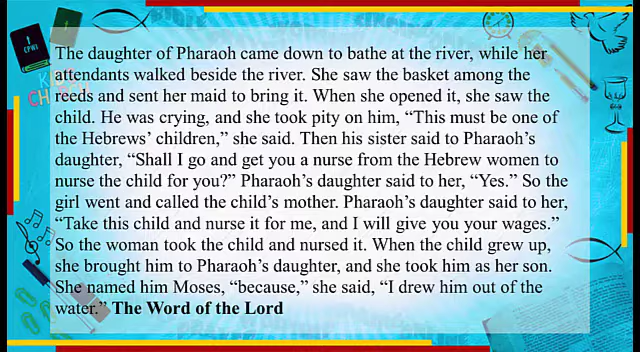 The daughter of Pharaoh came down to bathe at the river, while her
attendants walked beside the river. She saw the basket among the
reeds and sent her maid to bring it. When she opened it, she saw the
child. He was crying, and she took pity on him, “This must be one of
the Hebrews’ children,” she said. Then his sister said to Pharaoh’s
daughter, “Shall I go and get you a nurse from the Hebrew women to
nurse the child for you?” Pharaoh’s daughter said to her, “Yes.” So the
girl went and called the child’s mother. Pharaoh’s daughter said to her,
“Take this child and nurse it for me, and I will give you your wages.”
So the woman took the child and nursed it. When the child grew up,
she brought him to Pharaoh’s daughter, and she took him as her son.
She named him Moses, “because,” she said, “I drew him out of the
water.” The Word of the Lord